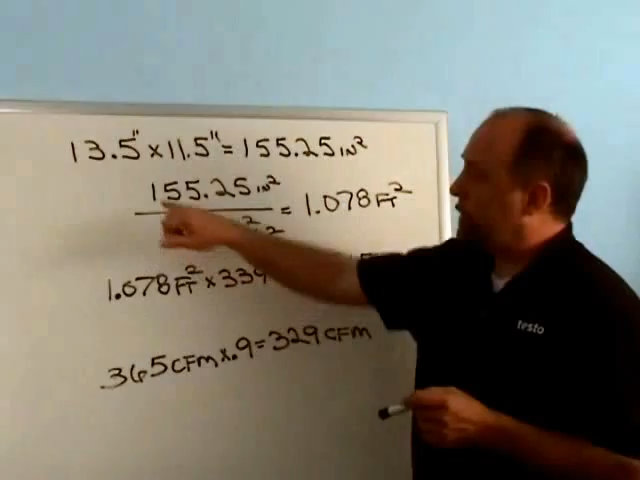 13.5" x 11.5" = 155.25 IN²
155.25 IN² = 1.078 FT²
1.078 FT² x 339
365 CFM x .9 = 329 CFM
testo